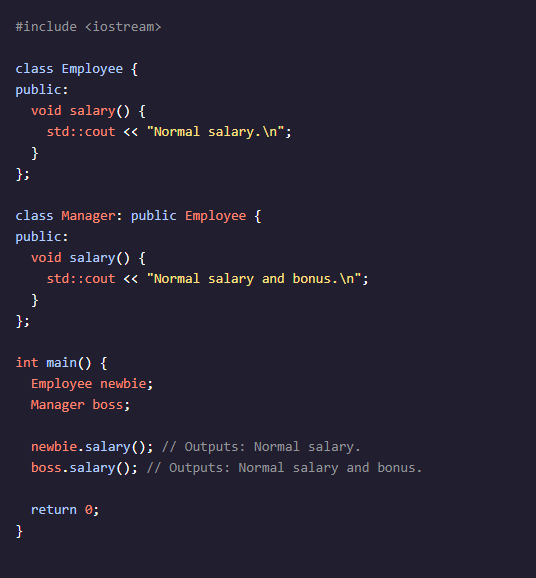 #include <iostream>

class Employee {
public:
  void salary() {
    std::cout << "Normal salary.\n";
  }
};

class Manager: public Employee {
public:
  void salary() {
    std::cout << "Normal salary and bonus.\n";
  }
};

int main() {
  Employee newbie;
  Manager boss;

  newbie.salary(); // Outputs: Normal salary.
  boss.salary(); // Outputs: Normal salary and bonus.

  return 0;
}